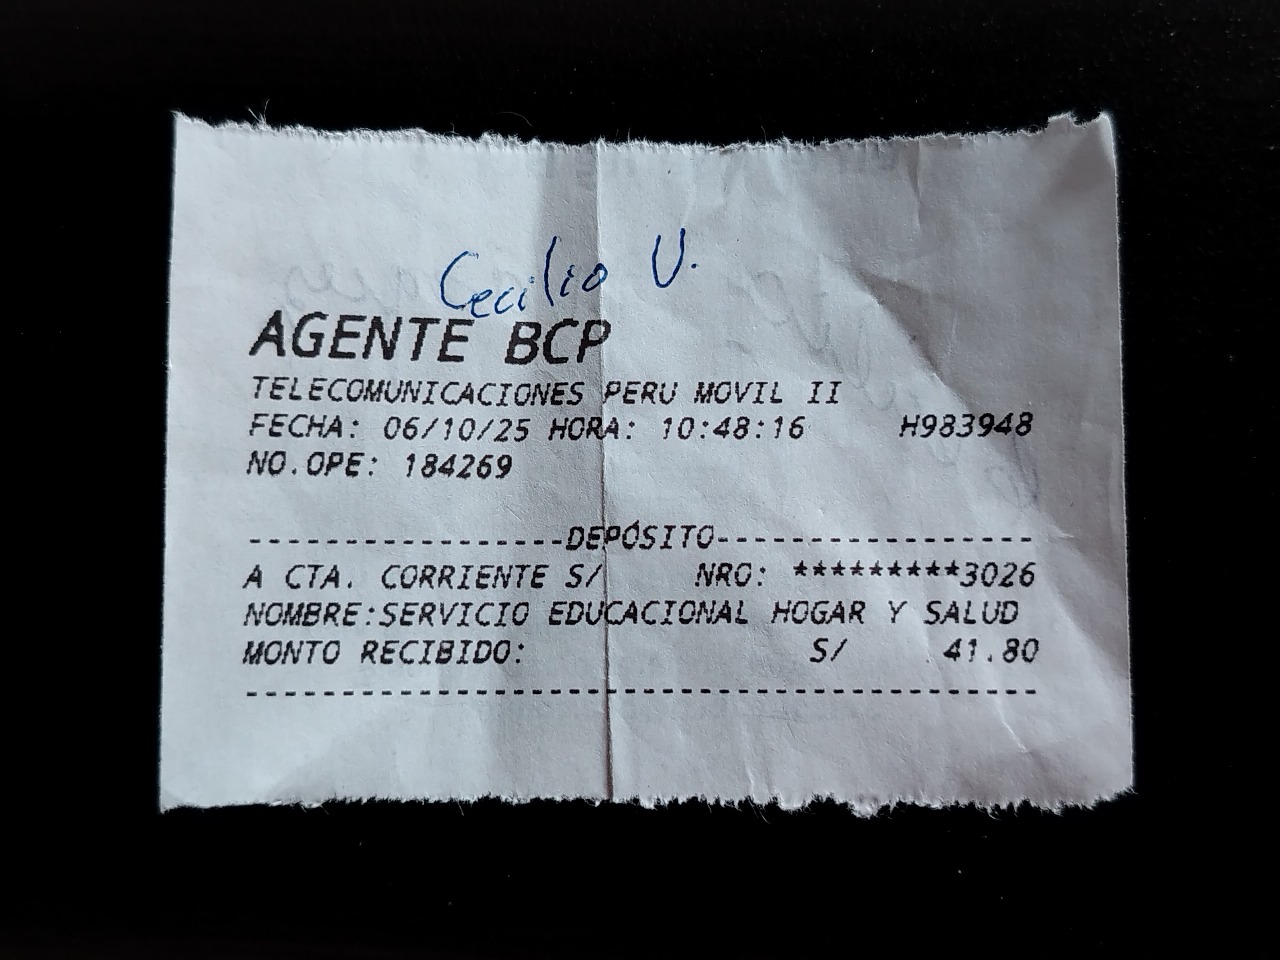 Cecilio U.
AGENTE BCP
TELECOMUNICACIONES PERU MOVIL II
FECHA: 06/10/25 HORA: 10:48:16 H983948
NO.OPE: 184269
-----------------DEPÓSITO-----------------
A CTA. CORRIENTE S/ NRO: *********3026
NOMBRE:SERVICIO EDUCACIONAL HOGAR Y SALUD
MONTO RECIBIDO: S/ 41.80
-----------------------------------------